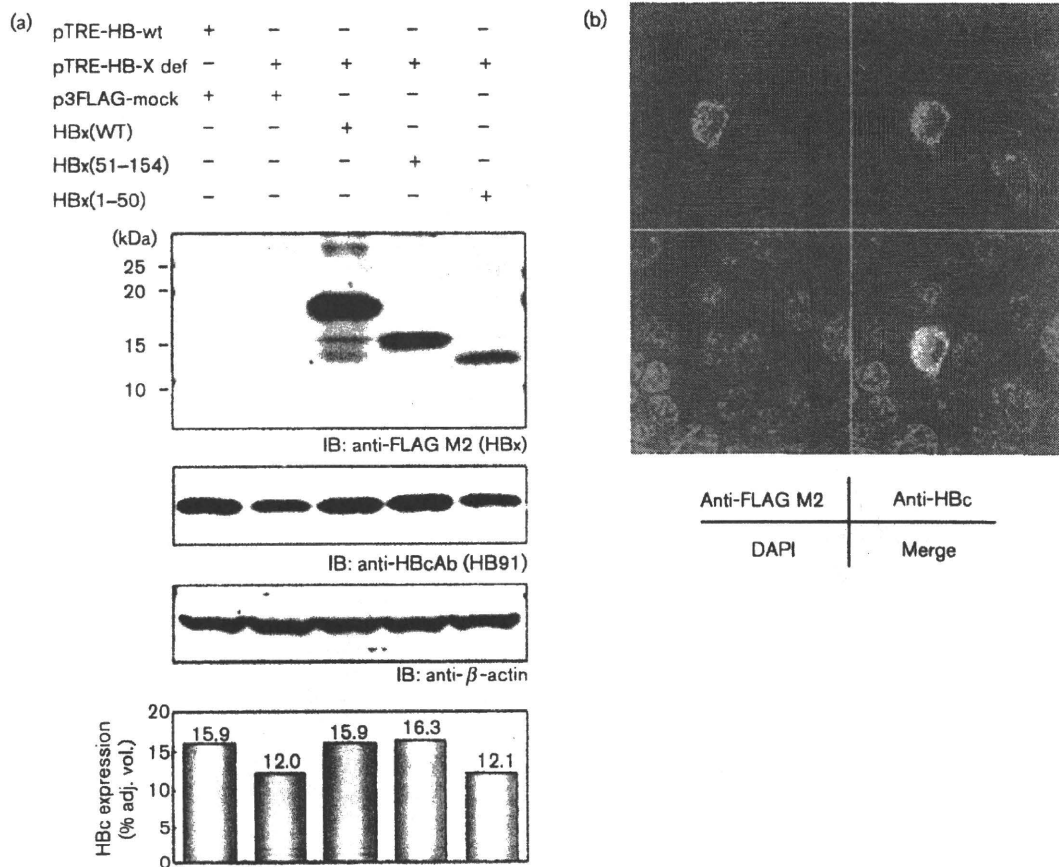 (a)
pTRE-HB-wt + − − − −
pTRE-HB-X def − + + + +
p3FLAG-mock + + − − −
HBx(WT) − − + − −
HBx(51–154) − − − + −
HBx(1–50) − − − − +
(kDa)
25
20
15
10
IB: anti-FLAG M2 (HBx)
IB: anti-HBcAb (HB91)
IB: anti-β-actin
HBc expression
(% adj. vol.)
20
15
10
5
0
15.9 12.0 15.9 16.3 12.1
(b)
Anti-FLAG M2 Anti-HBc
DAPI Merge